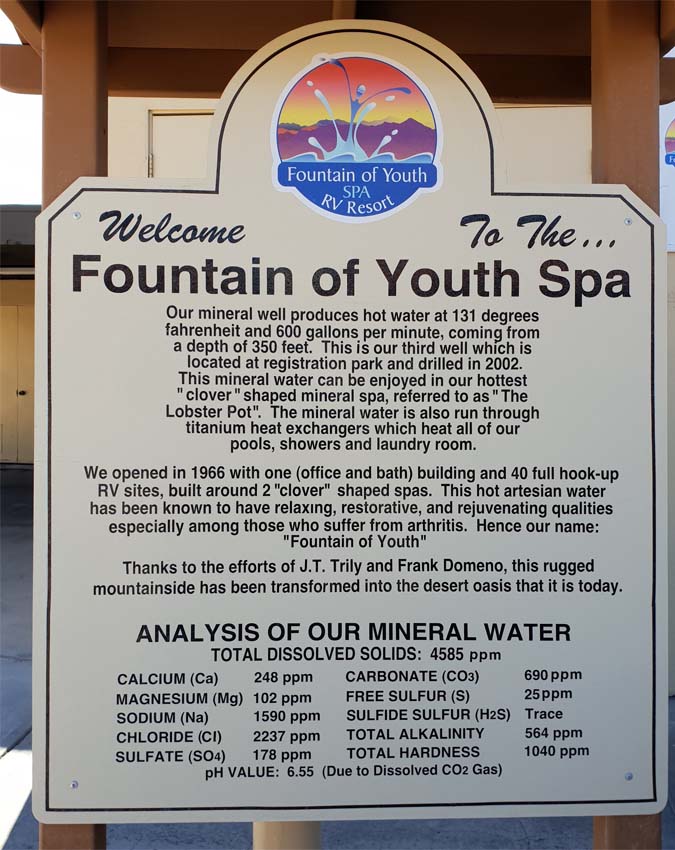 Fountain of Youth
SPA
RV Resort
Welcome To The...
Fountain of Youth Spa
Our mineral well produces hot water at 131 degrees
fahrenheit and 600 gallons per minute, coming from
a depth of 350 feet. This is our third well which is
located at registration park and drilled in 2002.
This mineral water can be enjoyed in our hottest
"clover" shaped mineral spa, referred to as "The
Lobster Pot". The mineral water is also run through
titanium heat exchangers which heat all of our
pools, showers and laundry room.
We opened in 1966 with one (office and bath) building and 40 full hook-up
RV sites, built around 2 "clover" shaped spas. This hot artesian water
has been known to have relaxing, restorative, and rejuvenating qualities
especially among those who suffer from arthritis. Hence our name:
"Fountain of Youth"
Thanks to the efforts of J.T. Trily and Frank Domeno, this rugged
mountainside has been transformed into the desert oasis that it is today.
ANALYSIS OF OUR MINERAL WATER
TOTAL DISSOLVED SOLIDS: 4585 ppm
CALCIUM (Ca) 248 ppm CARBONATE (CO3) 690 ppm
MAGNESIUM (Mg) 102 ppm FREE SULFUR (S) 25 ppm
SODIUM (Na) 1590 ppm SULFIDE SULFUR (H2S) Trace
CHLORIDE (Cl) 2237 ppm TOTAL ALKALINITY 564 ppm
SULFATE (SO4) 178 ppm TOTAL HARDNESS 1040 ppm
pH VALUE: 6.55 (Due to Dissolved CO2 Gas)